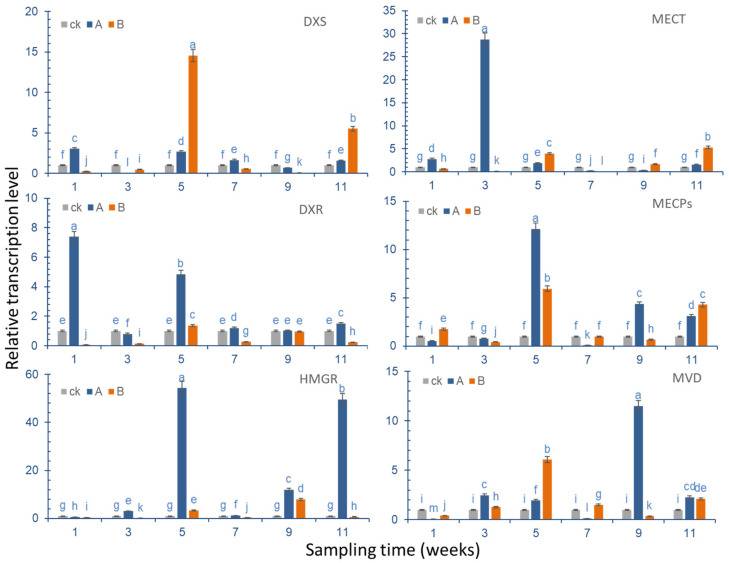 Relative transcription level
DXS
ck A B
20
15
10
5
0
f c j f l i f d a f e h f g f e b
1 3 5 7 9 11
MECT
ck A B
35
30
25
20
15
10
5
0
g d h g a g e c g j l g i f g f b
1 3 5 7 9 11
DXR
ck A B
10
8
6
4
2
0
e a j e f i e b c e d g e e e e c g
1 3 5 7 9 11
MECPs
ck A B
15
10
5
0
f i e f g j f a b f k f f c h f d c
1 3 5 7 9 11
HMGR
ck A B
60
40
20
0
g h i g e k g a e g f j g c d g b h
1 3 5 7 9 11
MVD
ck A B
15
10
5
0
i m j i c h i f b i l g i a k i cd de
1 3 5 7 9 11
Sampling time (weeks)